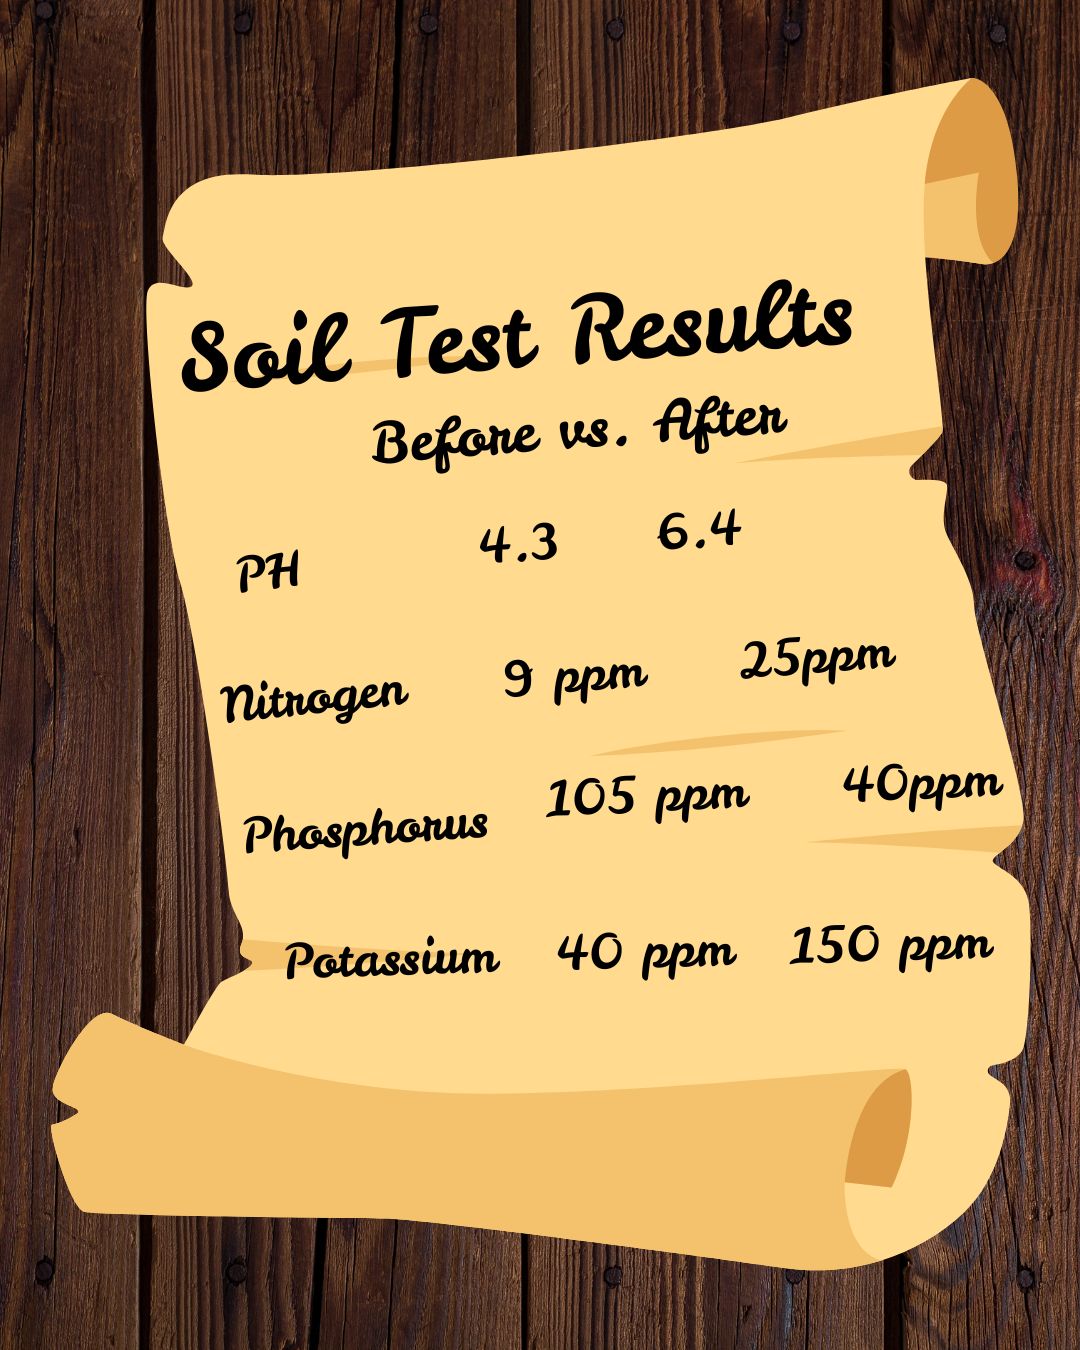 Soil Test Results
Before vs. After
PH 4.3 6.4
Nitrogen 9 ppm 25ppm
Phosphorus 105 ppm 40ppm
Potassium 40 ppm 150 ppm